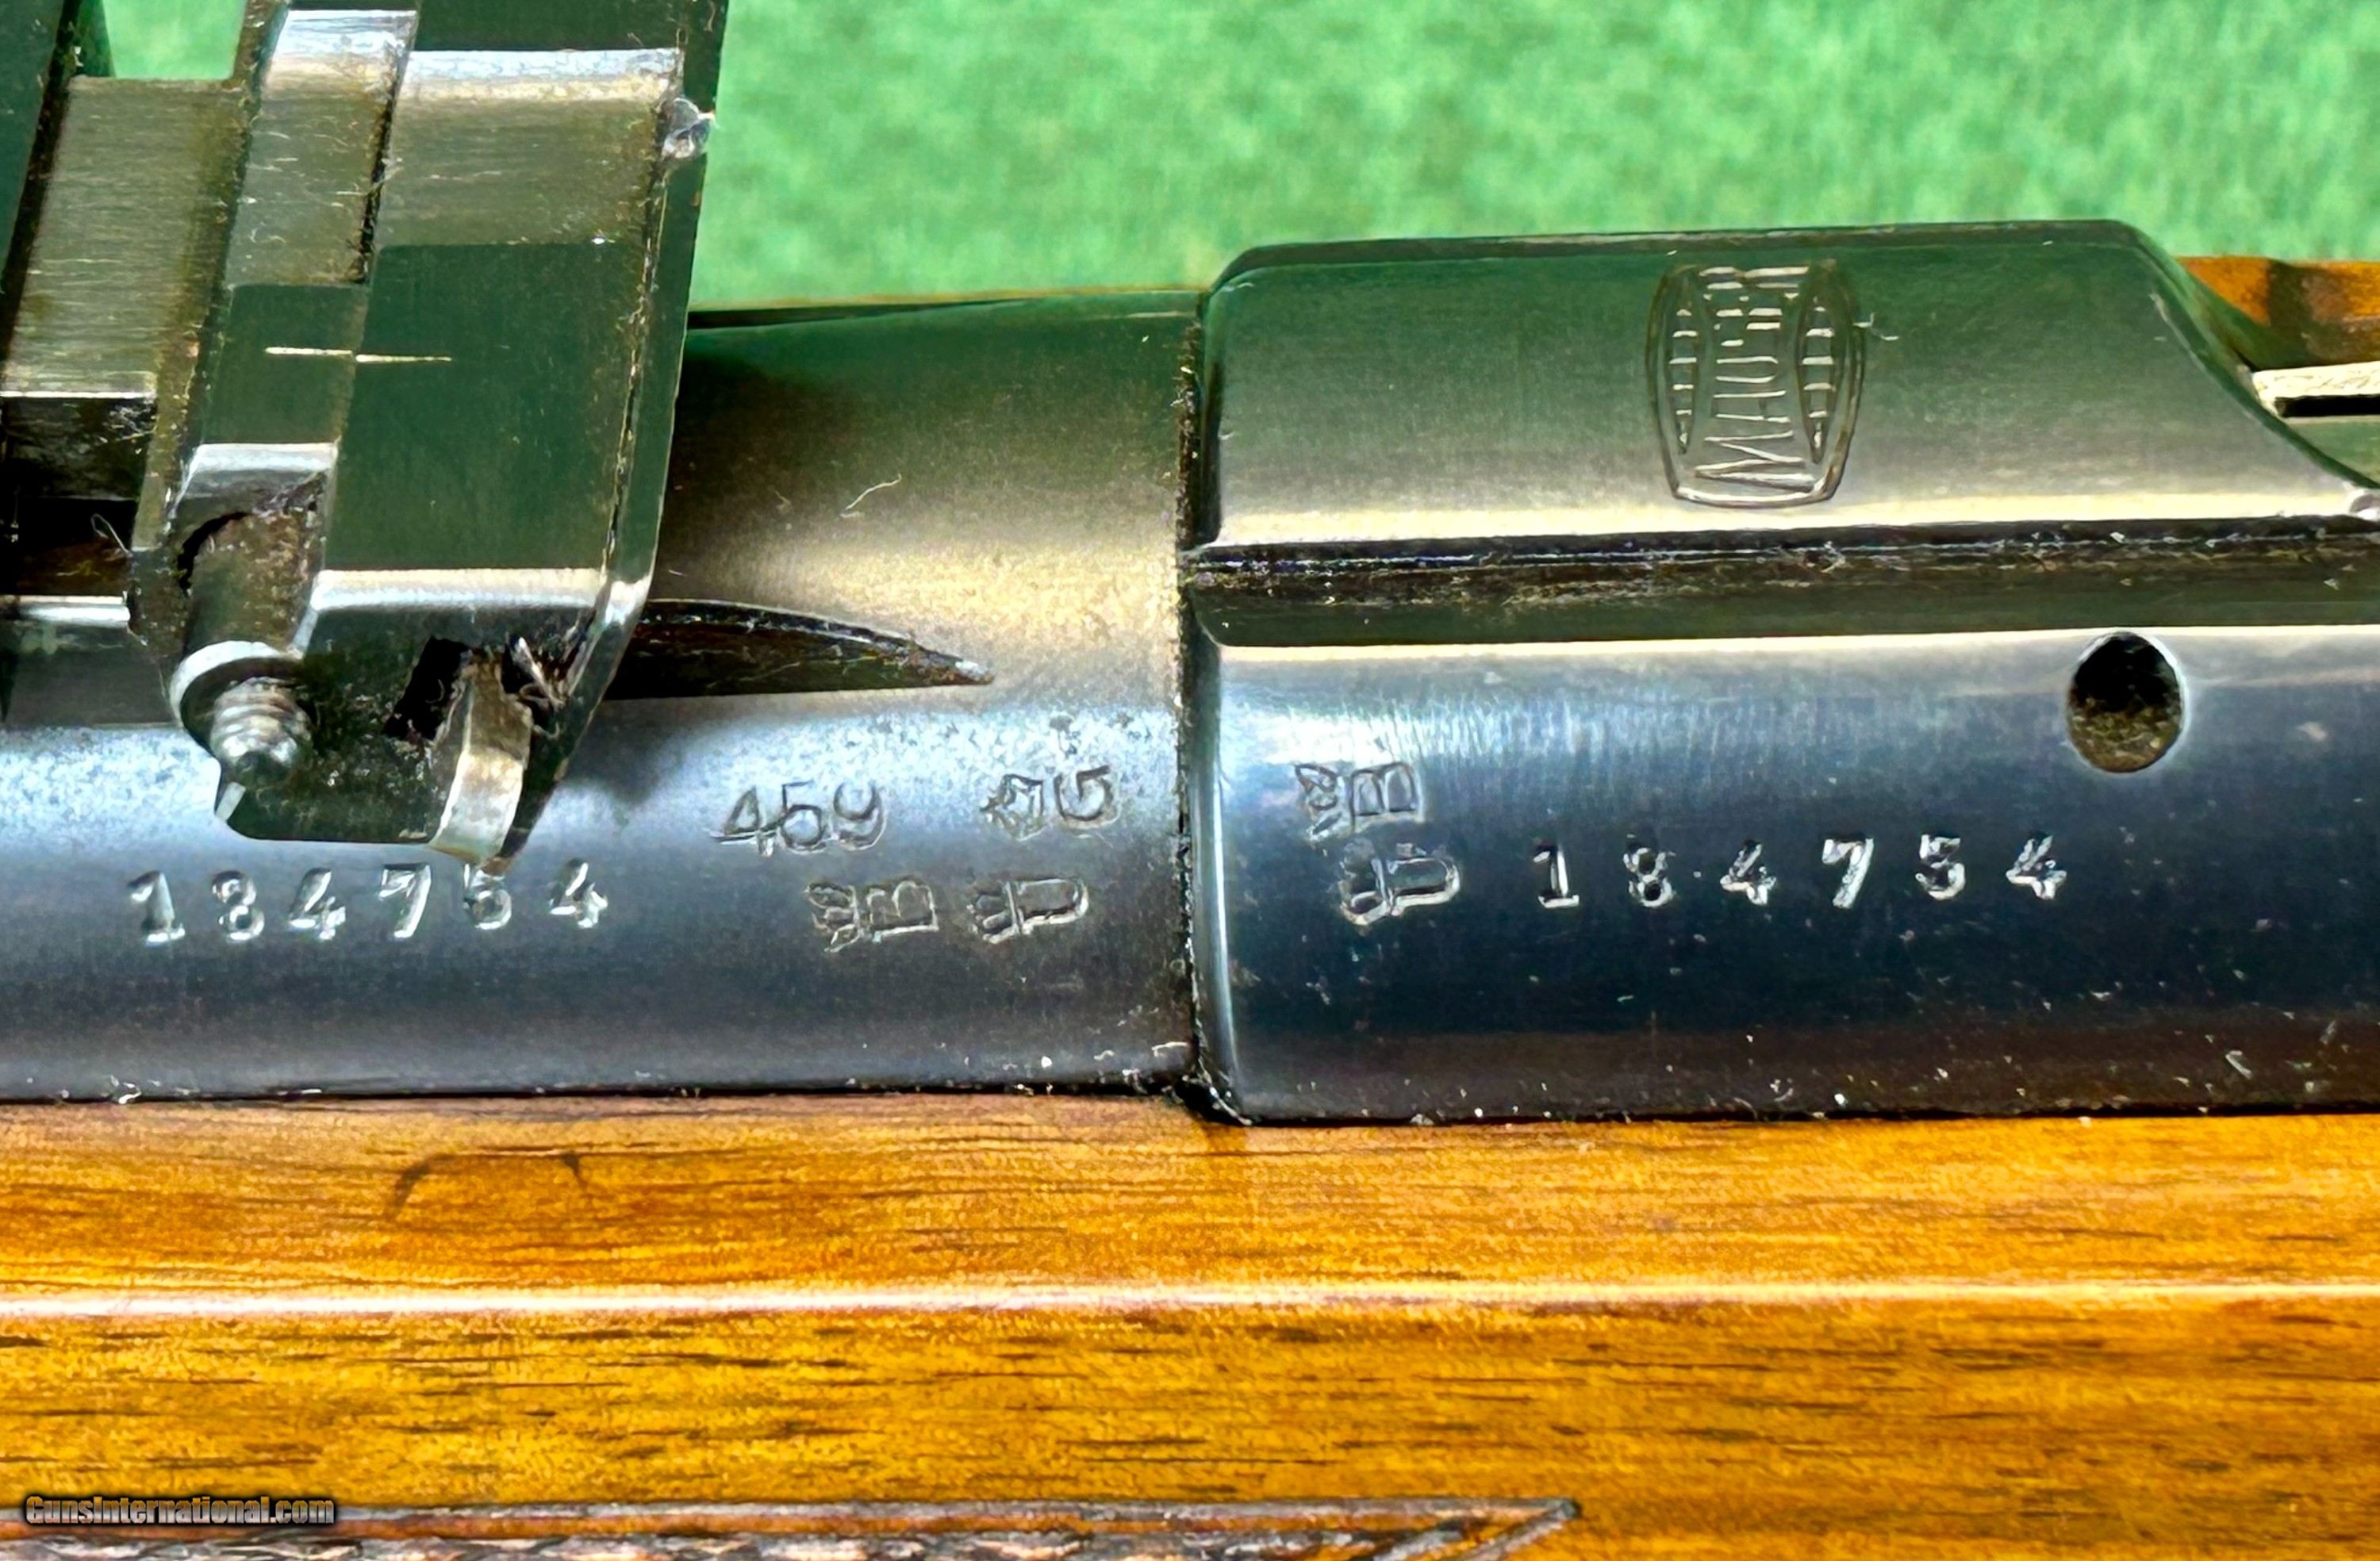 MAUSER
459 G B
B U U 184754
184754 B U
GunsInternational.com